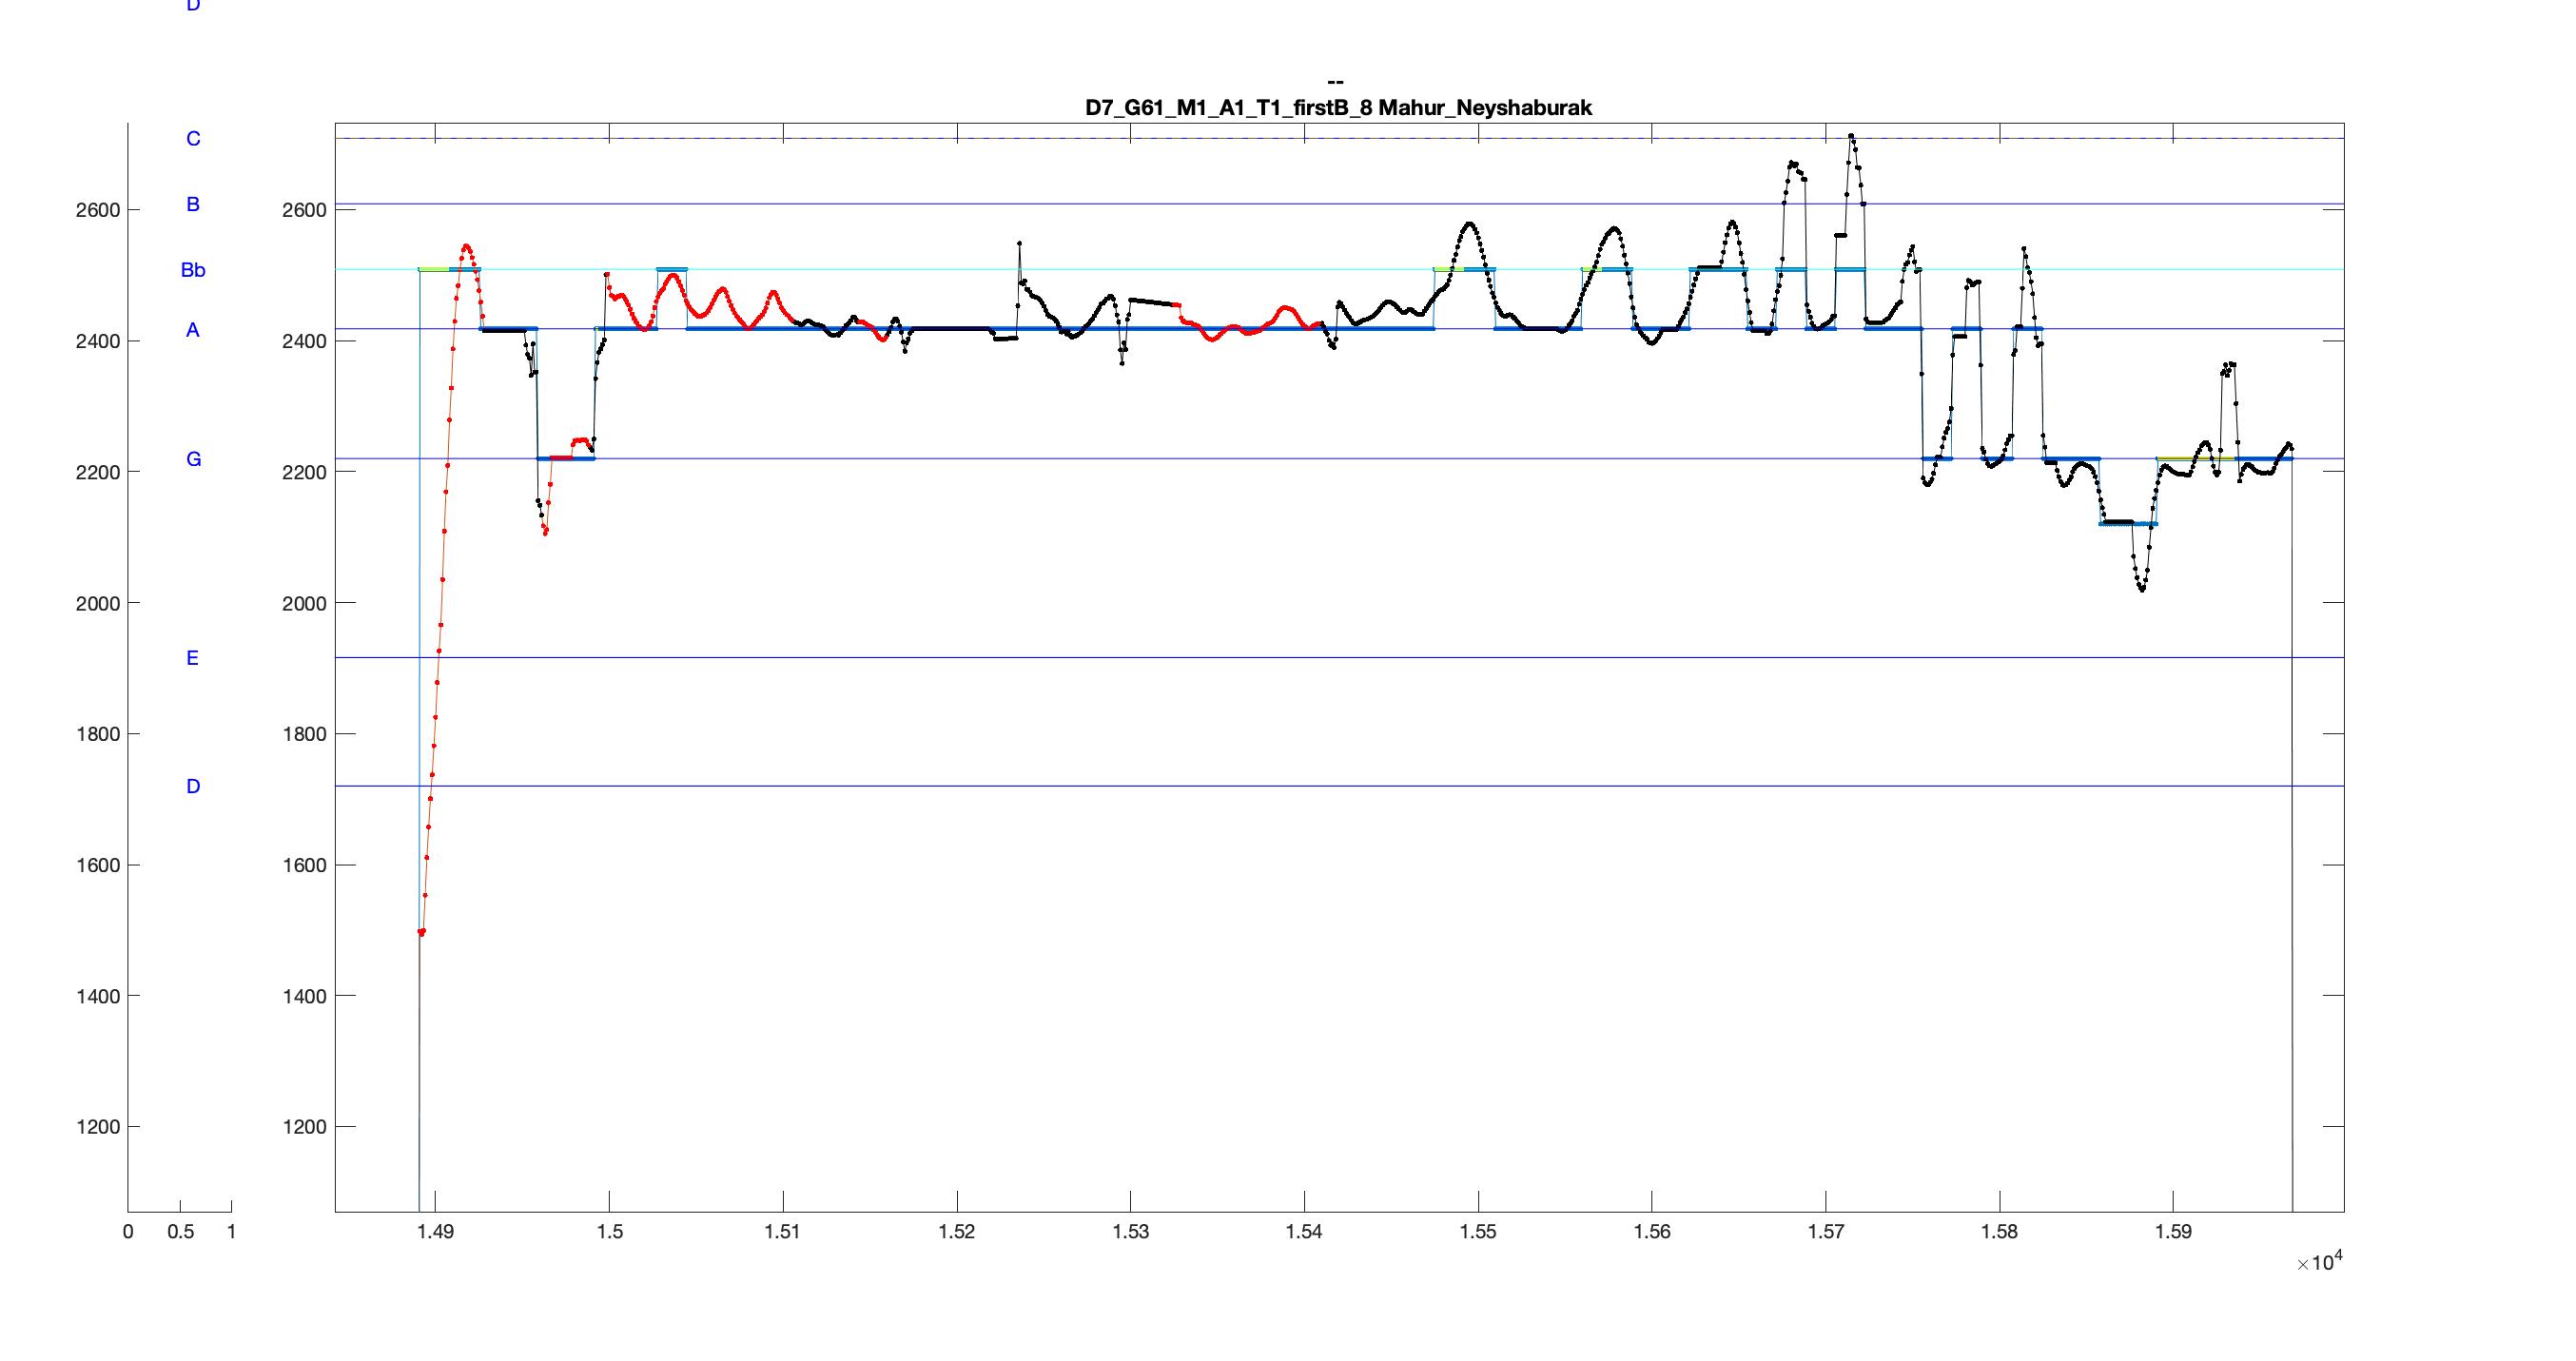 D
--
D7_G61_M1_A1_T1_firstB_8 Mahur_Neyshaburak
C
2600 B 2600
Bb
2400 A 2400
2200 G 2200
2000 2000
E
1800 D 1800
1600 1600
1400 1400
1200 1200
0 0.5 1 1.49 1.5 1.51 1.52 1.53 1.54 1.55 1.56 1.57 1.58 1.59
×10⁴